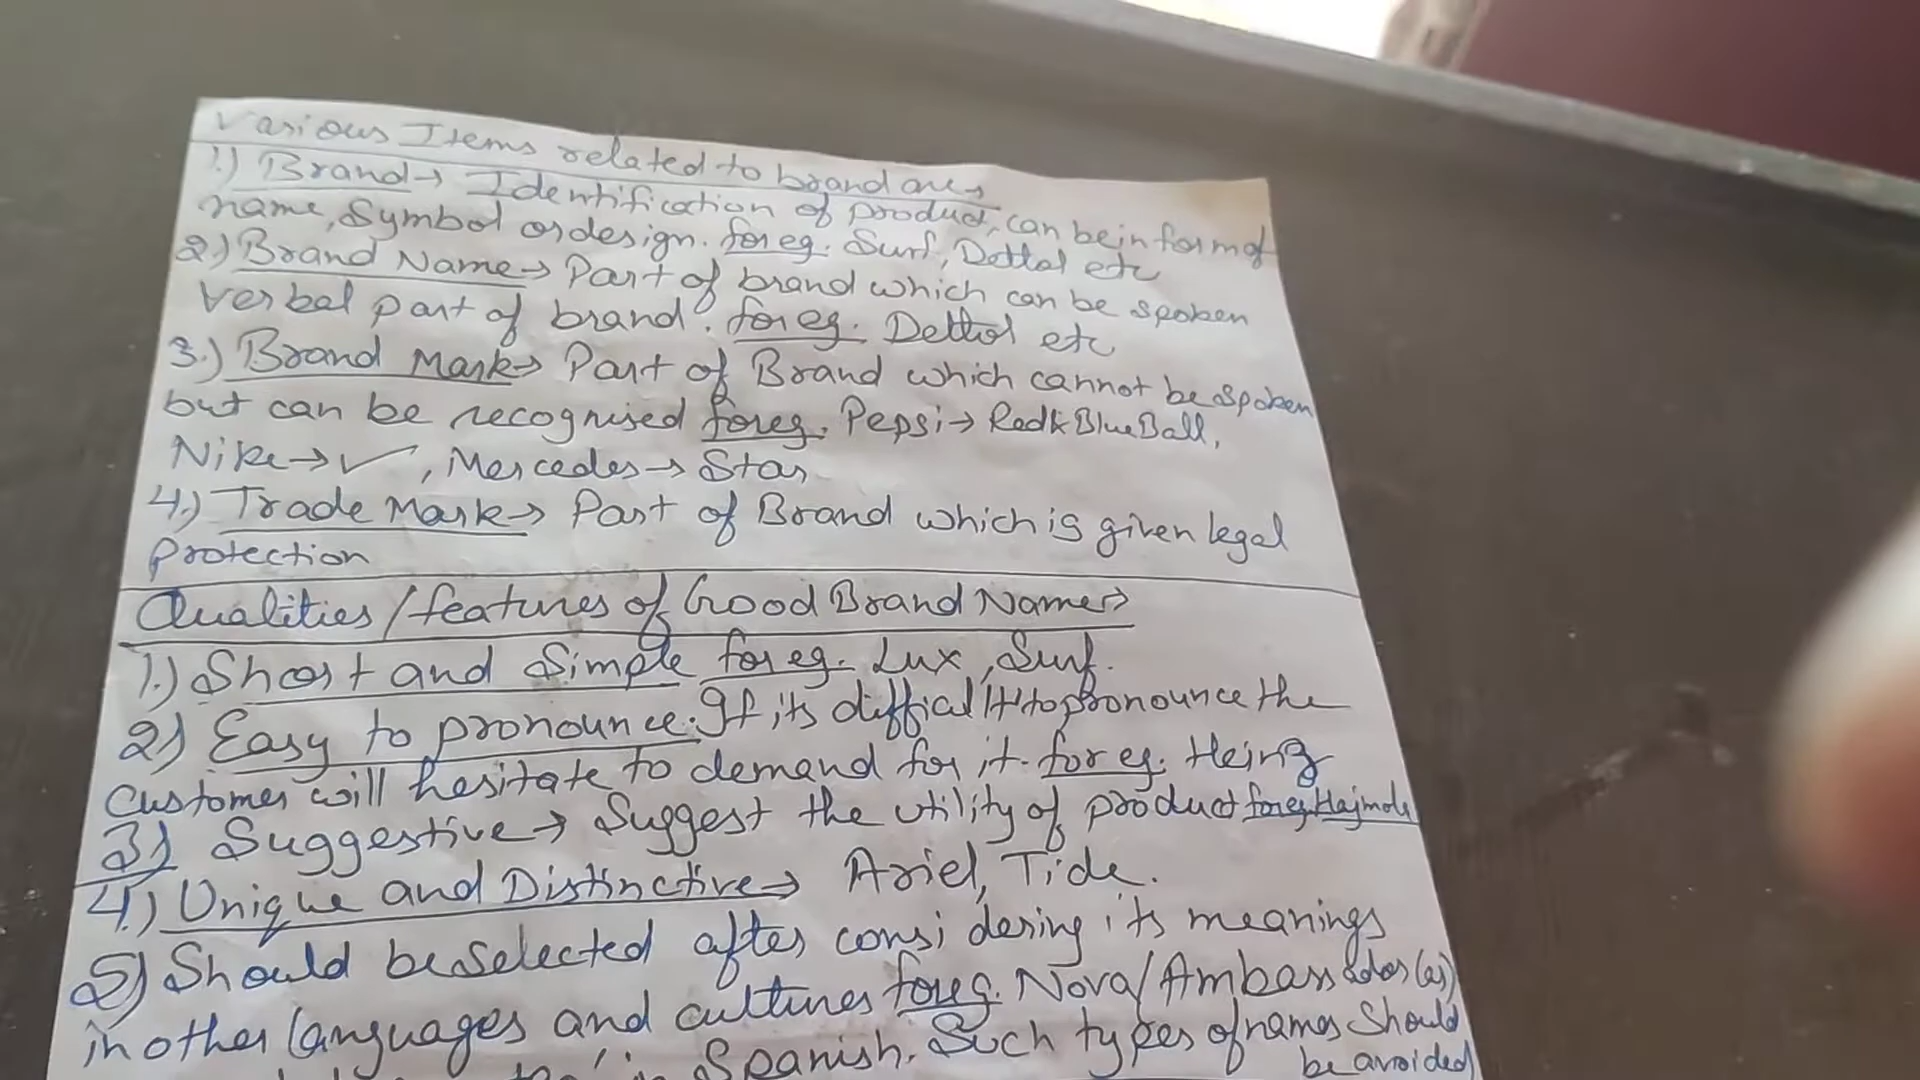 Various Items related to brand are→
1.) Brand→ Identification of product, can be in form of
name, Symbol or design. for eg. Surf, Dettol etc
2.) Brand Name→ Part of brand which can be spoken
Verbal part of brand. for eg. Dettol etc
3.) Brand Mark→ Part of Brand which cannot be spoken
but can be recognised for eg. Pepsi→ Red & Blue Ball,
Nike→ ✓, Mercedes→ Star
4.) Trade Mark→ Part of Brand which is given legal
Protection
Qualities/features of Good Brand Name→
1.) Short and Simple for eg. Lux, Surf.
2) Easy to pronounce. If its difficult to pronounce the
Customer will hesitate to demand for it. for eg. Heinz
3) Suggestive→ Suggest the utility of product for eg. Hajmola
4.) Unique and Distinctive→ Ariel, Tide.
5) Should be Selected after considering its meanings
in other languages and cultures for eg. Nova/Ambassador (as)
in Spanish. Such types of names Should
be avoided